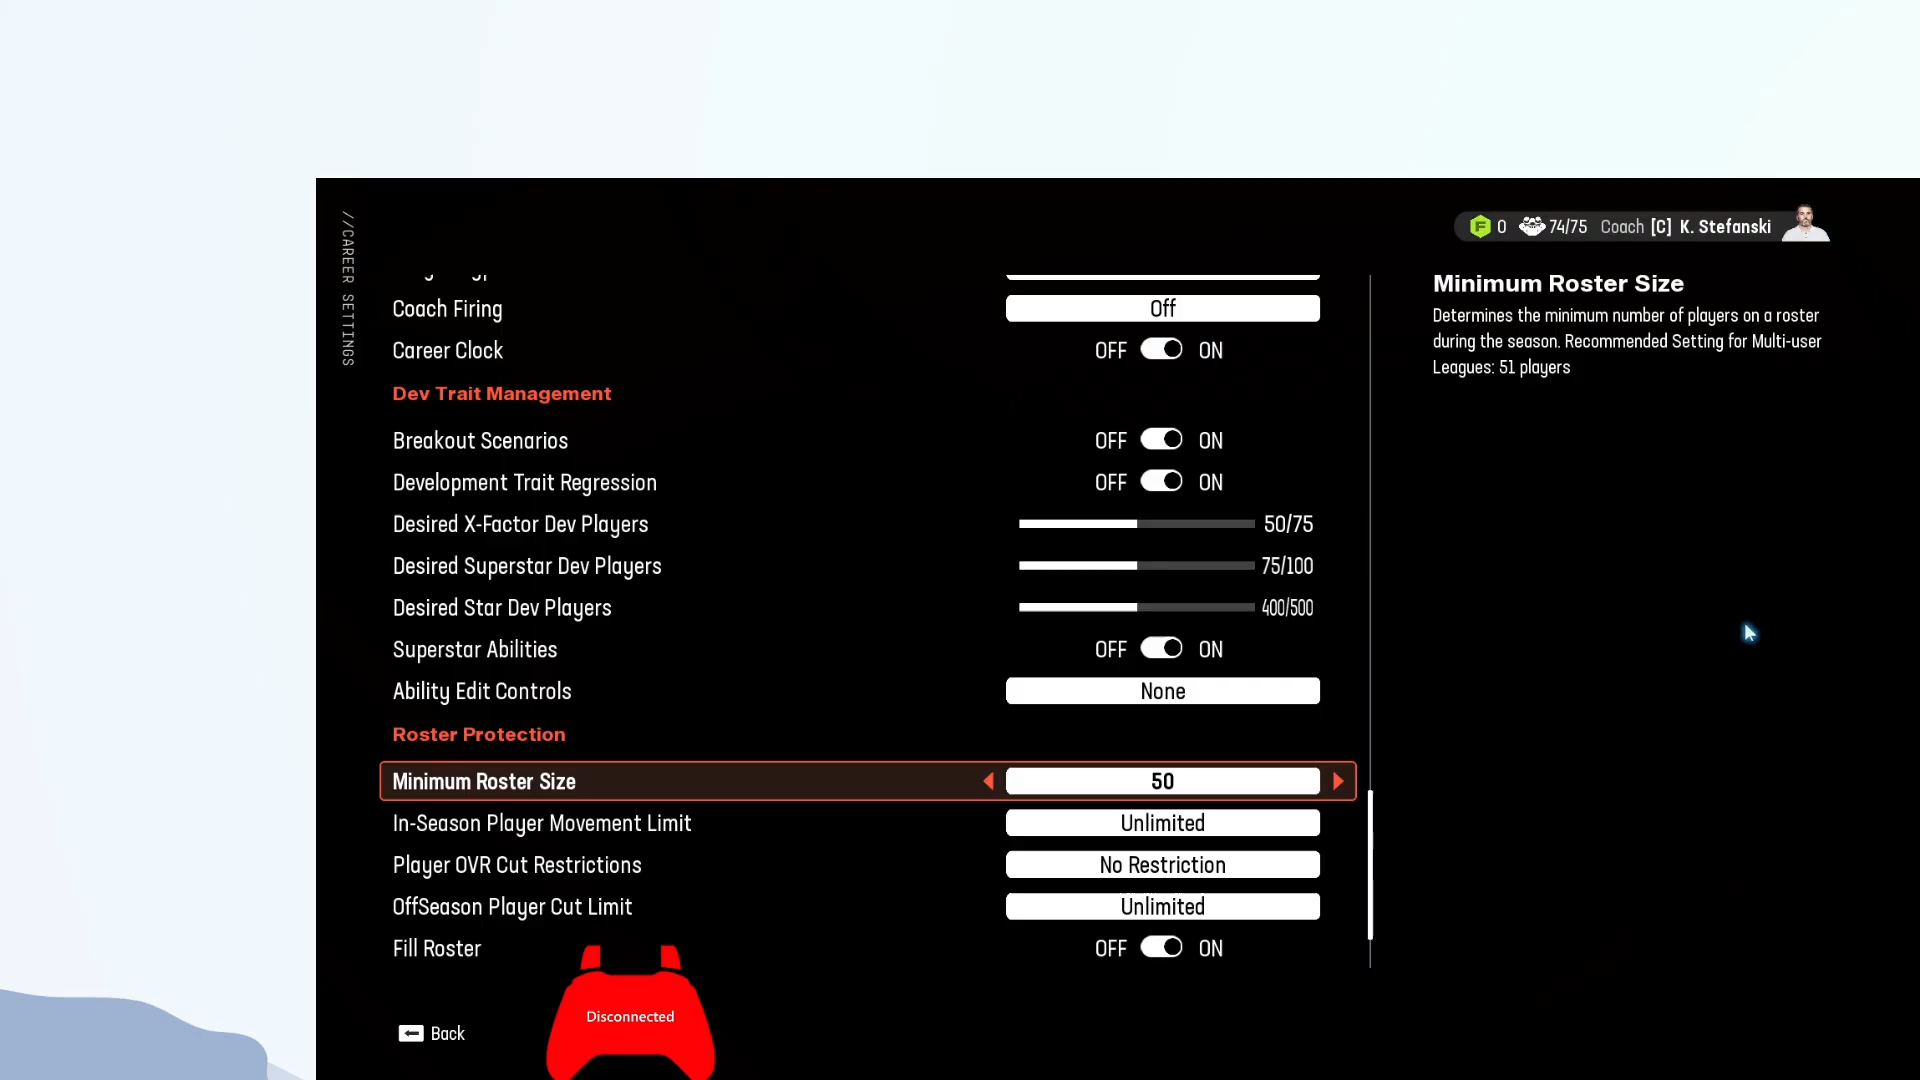 //CAREER SETTINGS
0 74/75 Coach [C] K. Stefanski
Coach Firing
Off
Career Clock
OFF ON
Dev Trait Management
Breakout Scenarios
OFF ON
Development Trait Regression
OFF ON
Desired X-Factor Dev Players
50/75
Desired Superstar Dev Players
75/100
Desired Star Dev Players
400/500
Superstar Abilities
OFF ON
Ability Edit Controls
None
Roster Protection
Minimum Roster Size
50
In-Season Player Movement Limit
Unlimited
Player OVR Cut Restrictions
No Restriction
OffSeason Player Cut Limit
Unlimited
Fill Roster
OFF ON
Minimum Roster Size
Determines the minimum number of players on a roster
during the season. Recommended Setting for Multi-user
Leagues: 51 players
Disconnected
Back